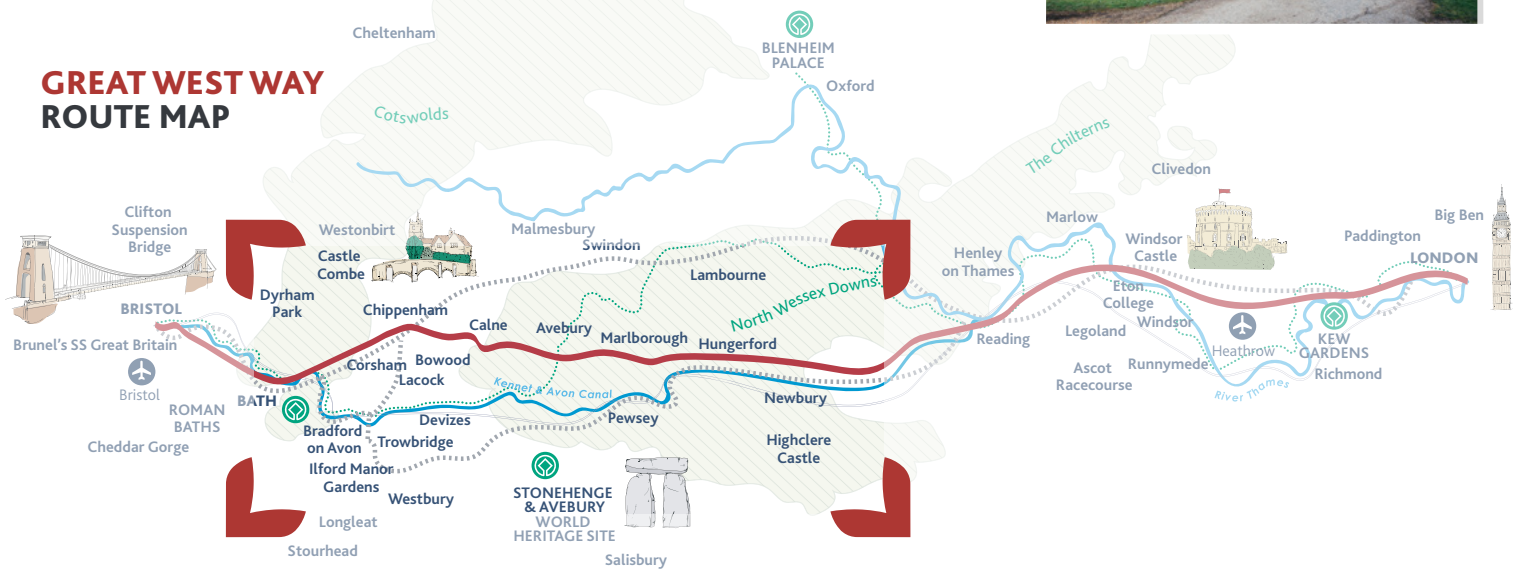 GREAT WEST WAY
ROUTE MAP
Cheltenham
BLENHEIM
PALACE
Oxford
Cotswolds
The Chilterns
Clivedon
Clifton
Suspension
Bridge
Westonbirt
Malmesbury
Swindon
Castle
Combe
Lambourne
Henley
on Thames
Marlow
Windsor
Castle
Paddington
Big Ben
LONDON
Dyrham
Park
BRISTOL
Chippenham
Calne
Avebury
Marlborough
North Wessex Downs
Hungerford
Reading
Eton
College
Windsor
Legoland
Heathrow
KEW
GARDENS
Brunel's SS Great Britain
Bristol
Corsham
Bowood
Lacock
Runnymede
Richmond
Ascot
Racecourse
River Thames
BATH
ROMAN
BATHS
Kennet & Avon Canal
Newbury
Devizes
Pewsey
Bradford
on Avon
Trowbridge
Cheddar Gorge
Highclere
Castle
Ilford Manor
Gardens
Westbury
STONEHENGE
& AVEBURY
WORLD
HERITAGE SITE
Longleat
Stourhead
Salisbury